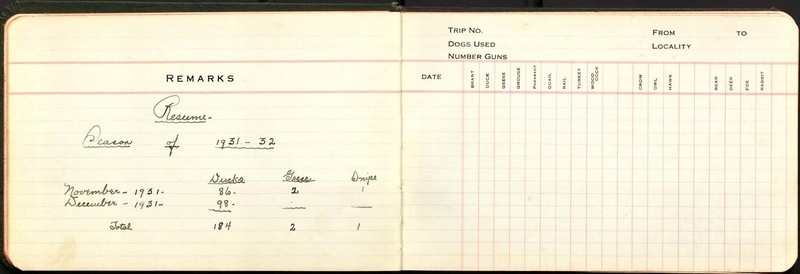 REMARKS
Resume-
Season of 1931-32
Ducks Geese Snipe
November - 1931- 86- 2 1
December - 1931- 98-
Total 184 2 1
TRIP NO. FROM TO
DOGS USED LOCALITY
NUMBER GUNS
DATE BRANT DUCK GEESE GROUSE PHEASANT QUAIL RAIL TURKEY WOOD COCK CROW OWL HAWK BEAR DEER FOX RABBIT